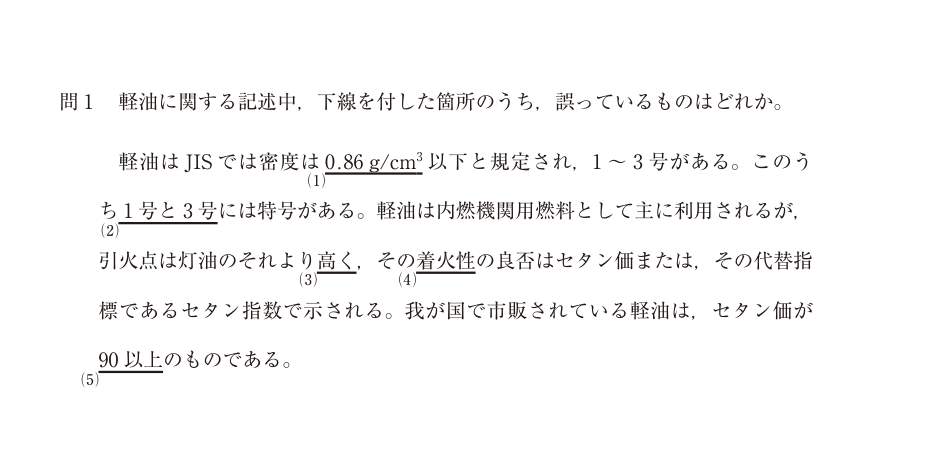 問1　軽油に関する記述中，下線を付した箇所のうち，誤っているものはどれか。
軽油は JIS では密度は 0.86 g/cm³ 以下と規定され，1 〜 3 号がある。このう
(1)
ち 1 号と 3 号には特号がある。軽油は内燃機関用燃料として主に利用されるが，
(2)
引火点は灯油のそれより高く，その着火性の良否はセタン価または，その代替指
(3) (4)
標であるセタン指数で示される。我が国で市販されている軽油は，セタン価が
90 以上のものである。
(5)